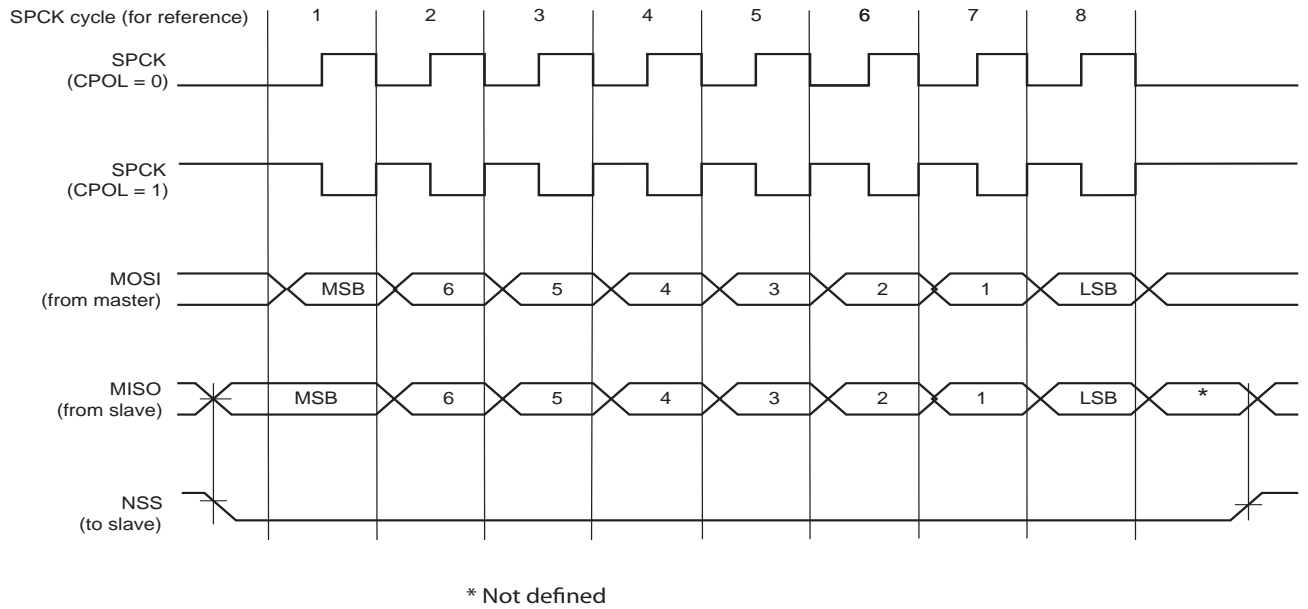 SPCK cycle (for reference) 1 2 3 4 5 6 7 8
SPCK
(CPOL = 0)
SPCK
(CPOL = 1)
MOSI
(from master)
MSB 6 5 4 3 2 1 LSB
MISO
(from slave)
MSB 6 5 4 3 2 1 LSB *
NSS
(to slave)
* Not defined